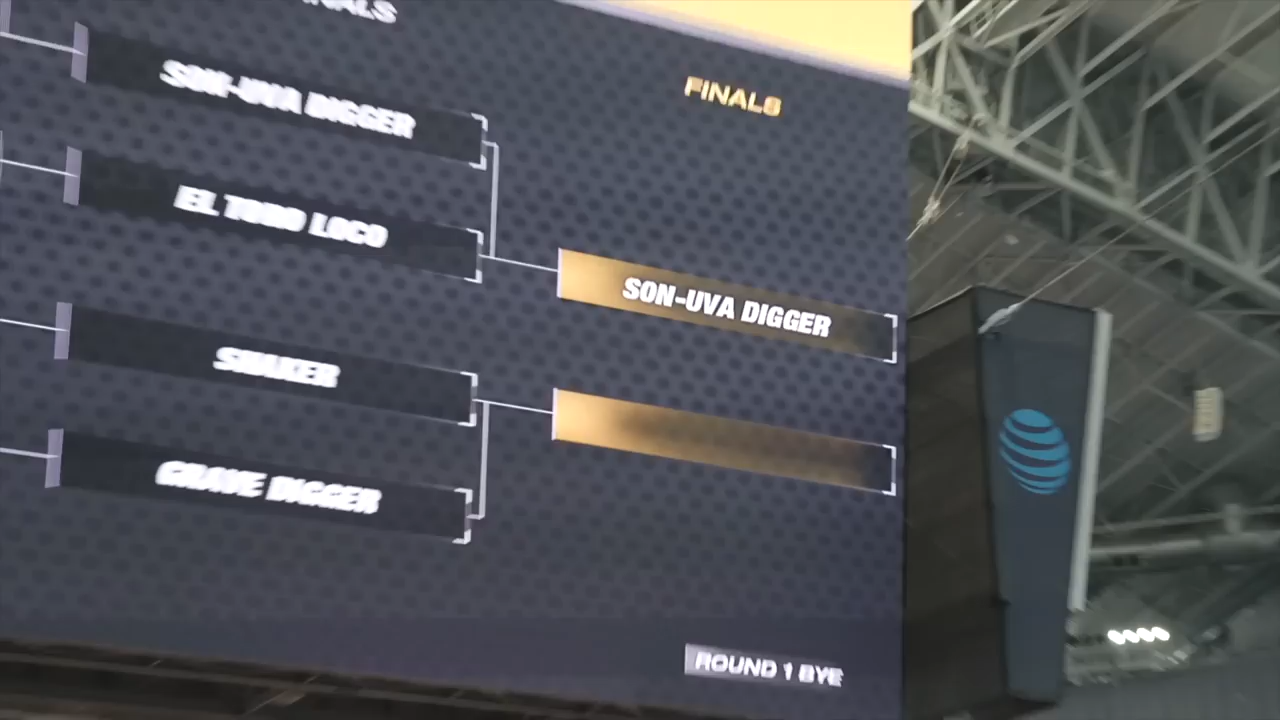 FINALS
SON-UVA DIGGER
EL TORO LOCO
SON-UVA DIGGER
SHAKER
GRAVE DIGGER
ROUND 1 BYE